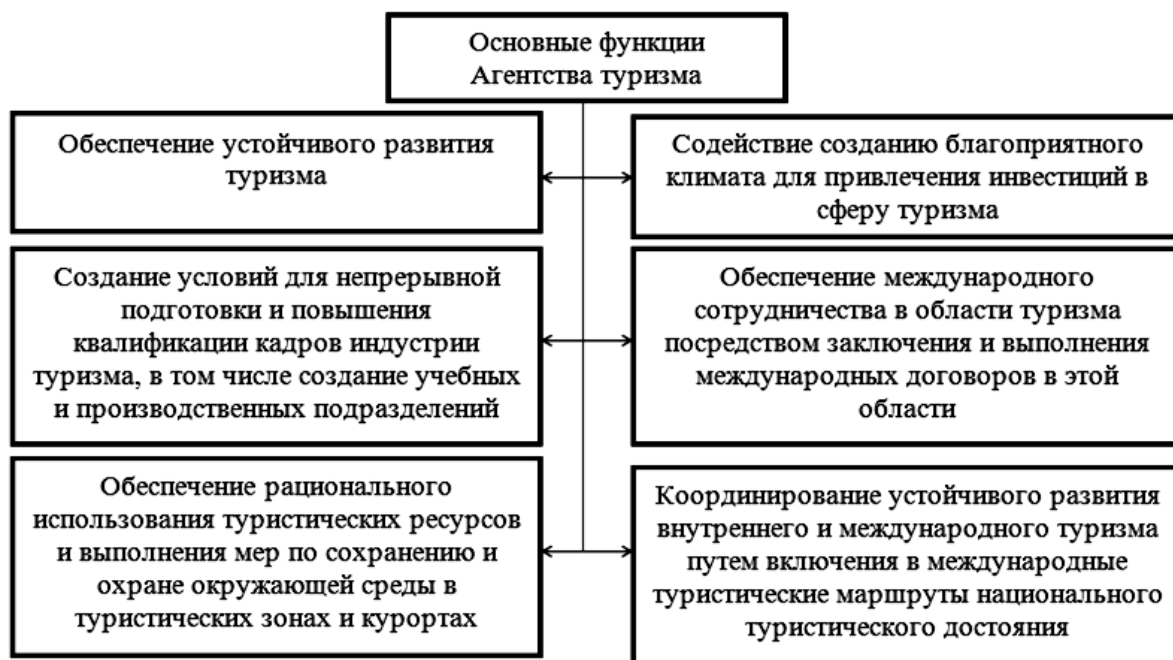 Основные функции
Агентства туризма
Обеспечение устойчивого развития
туризма
Содействие созданию благоприятного
климата для привлечения инвестиций в
сферу туризма
Создание условий для непрерывной
подготовки и повышения
квалификации кадров индустрии
туризма, в том числе создание учебных
и производственных подразделений
Обеспечение международного
сотрудничества в области туризма
посредством заключения и выполнения
международных договоров в этой
области
Обеспечение рационального
использования туристических ресурсов
и выполнения мер по сохранению и
охране окружающей среды в
туристических зонах и курортах
Координирование устойчивого развития
внутреннего и международного туризма
путем включения в международные
туристические маршруты национального
туристического достояния